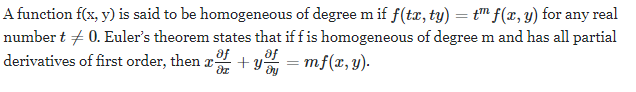 A function f(x, y) is said to be homogeneous of degree m if f(tx, ty) = t^m f(x, y) for any real
number t ≠ 0. Euler's theorem states that if f is homogeneous of degree m and has all partial
derivatives of first order, then x ∂f/∂x + y ∂f/∂y = mf(x, y).